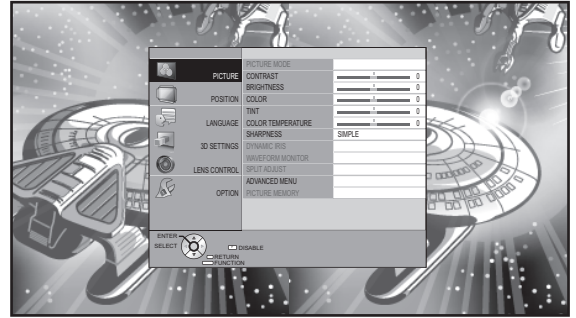 PICTURE
POSITION
LANGUAGE
3D SETTINGS
LENS CONTROL
OPTION
PICTURE MODE
CONTRAST 0
BRIGHTNESS 0
COLOR 0
TINT 0
COLOR TEMPERATURE 0
SHARPNESS SIMPLE
DYNAMIC IRIS
WAVEFORM MONITOR
SPLIT ADJUST
ADVANCED MENU
PICTURE MEMORY
ENTER
SELECT
DISABLE
RETURN
FUNCTION